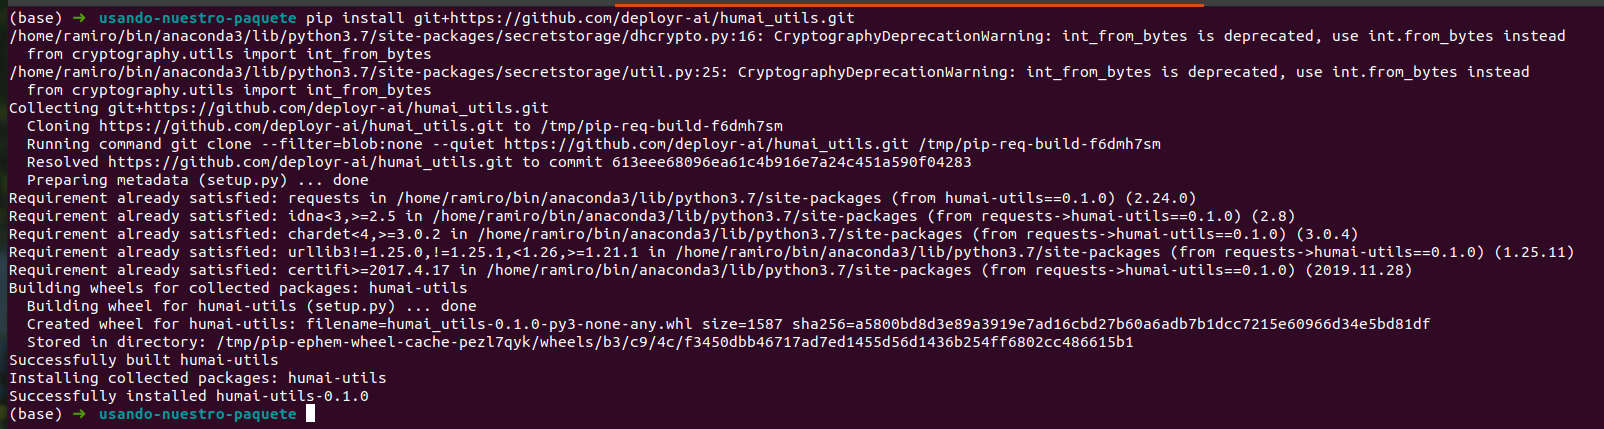 (base) ➜ usando-nuestro-paquete pip install git+https://github.com/deployr-ai/humai_utils.git
/home/ramiro/bin/anaconda3/lib/python3.7/site-packages/secretstorage/dhcrypto.py:16: CryptographyDeprecationWarning: int_from_bytes is deprecated, use int.from_bytes instead
  from cryptography.utils import int_from_bytes
/home/ramiro/bin/anaconda3/lib/python3.7/site-packages/secretstorage/util.py:25: CryptographyDeprecationWarning: int_from_bytes is deprecated, use int.from_bytes instead
  from cryptography.utils import int_from_bytes
Collecting git+https://github.com/deployr-ai/humai_utils.git
  Cloning https://github.com/deployr-ai/humai_utils.git to /tmp/pip-req-build-f6dmh7sm
  Running command git clone --filter=blob:none --quiet https://github.com/deployr-ai/humai_utils.git /tmp/pip-req-build-f6dmh7sm
  Resolved https://github.com/deployr-ai/humai_utils.git to commit 613eee68096ea61c4b916e7a24c451a590f04283
  Preparing metadata (setup.py) ... done
Requirement already satisfied: requests in /home/ramiro/bin/anaconda3/lib/python3.7/site-packages (from humai-utils==0.1.0) (2.24.0)
Requirement already satisfied: idna<3,>=2.5 in /home/ramiro/bin/anaconda3/lib/python3.7/site-packages (from requests->humai-utils==0.1.0) (2.8)
Requirement already satisfied: chardet<4,>=3.0.2 in /home/ramiro/bin/anaconda3/lib/python3.7/site-packages (from requests->humai-utils==0.1.0) (3.0.4)
Requirement already satisfied: urllib3!=1.25.0,!=1.25.1,<1.26,>=1.21.1 in /home/ramiro/bin/anaconda3/lib/python3.7/site-packages (from requests->humai-utils==0.1.0) (1.25.11)
Requirement already satisfied: certifi>=2017.4.17 in /home/ramiro/bin/anaconda3/lib/python3.7/site-packages (from requests->humai-utils==0.1.0) (2019.11.28)
Building wheels for collected packages: humai-utils
  Building wheel for humai-utils (setup.py) ... done
  Created wheel for humai-utils: filename=humai_utils-0.1.0-py3-none-any.whl size=1587 sha256=a5800bd8d3e89a3919e7ad16cbd27b60a6adb7b1dcc7215e60966d34e5bd81df
  Stored in directory: /tmp/pip-ephem-wheel-cache-pezl7qyk/wheels/b3/c9/4c/f3450dbb46717ad7ed1455d56d1436b254ff6802cc486615b1
Successfully built humai-utils
Installing collected packages: humai-utils
Successfully installed humai-utils-0.1.0
(base) ➜ usando-nuestro-paquete